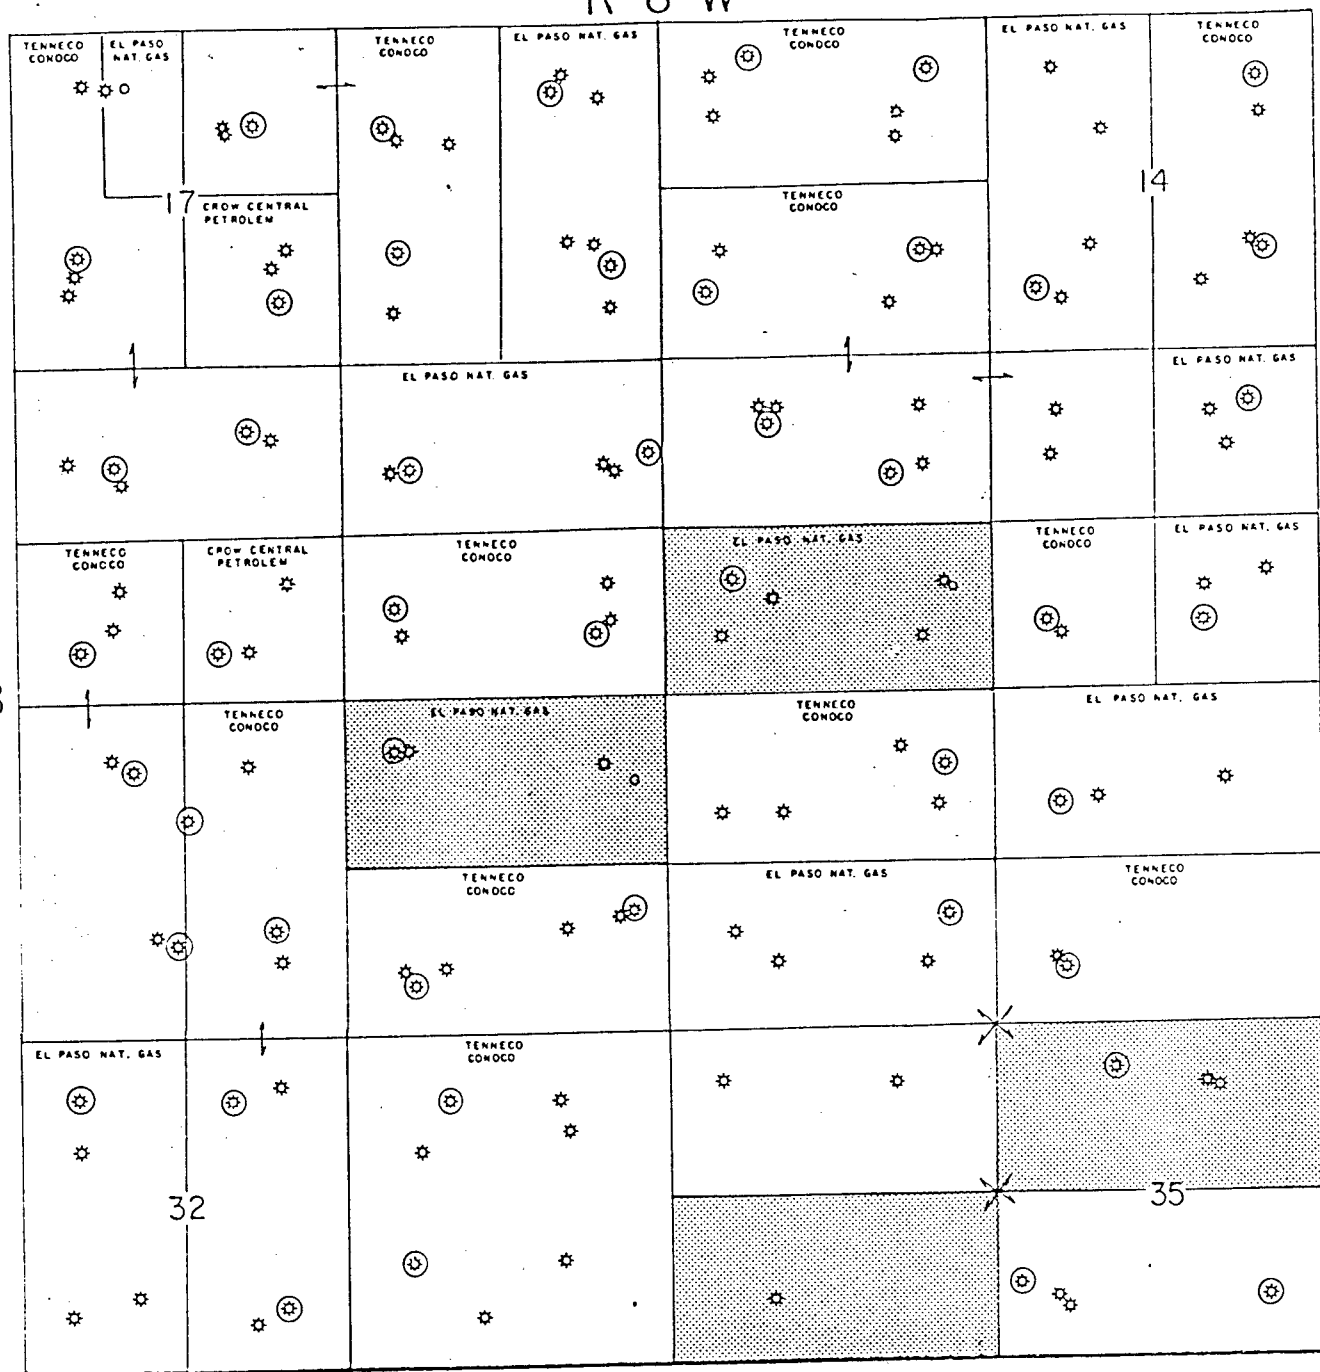 R 8 W
TENNECO
CONOCO
EL PASO
NAT. GAS
TENNECO
CONOCO
EL PASO NAT. GAS
TENNECO
CONOCO
EL PASO NAT. GAS
TENNECO
CONOCO
17
CROW CENTRAL
PETROLEM
TENNECO
CONOCO
14
EL PASO NAT. GAS
EL PASO NAT. GAS
TENNECO
CONOCO
CROW CENTRAL
PETROLEM
TENNECO
CONOCO
EL PASO NAT. GAS
TENNECO
CONOCO
EL PASO NAT. GAS
TENNECO
CONOCO
EL PASO NAT. GAS
TENNECO
CONOCO
EL PASO NAT. GAS
TENNECO
CONOCO
EL PASO NAT. GAS
TENNECO
CONOCO
EL PASO NAT. GAS
TENNECO
CONOCO
32
35